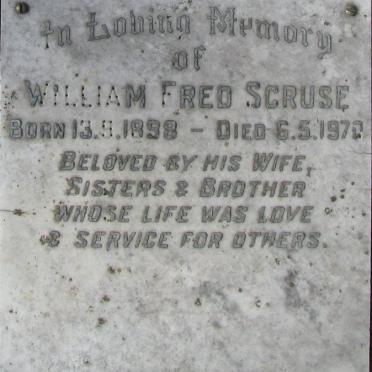 In Loving Memory
of
WILLIAM FRED SCRUSE
BORN 13.9.1898 - DIED 6.5.1970
BELOVED BY HIS WIFE,
SISTERS & BROTHER
WHOSE LIFE WAS LOVE
& SERVICE FOR OTHERS.